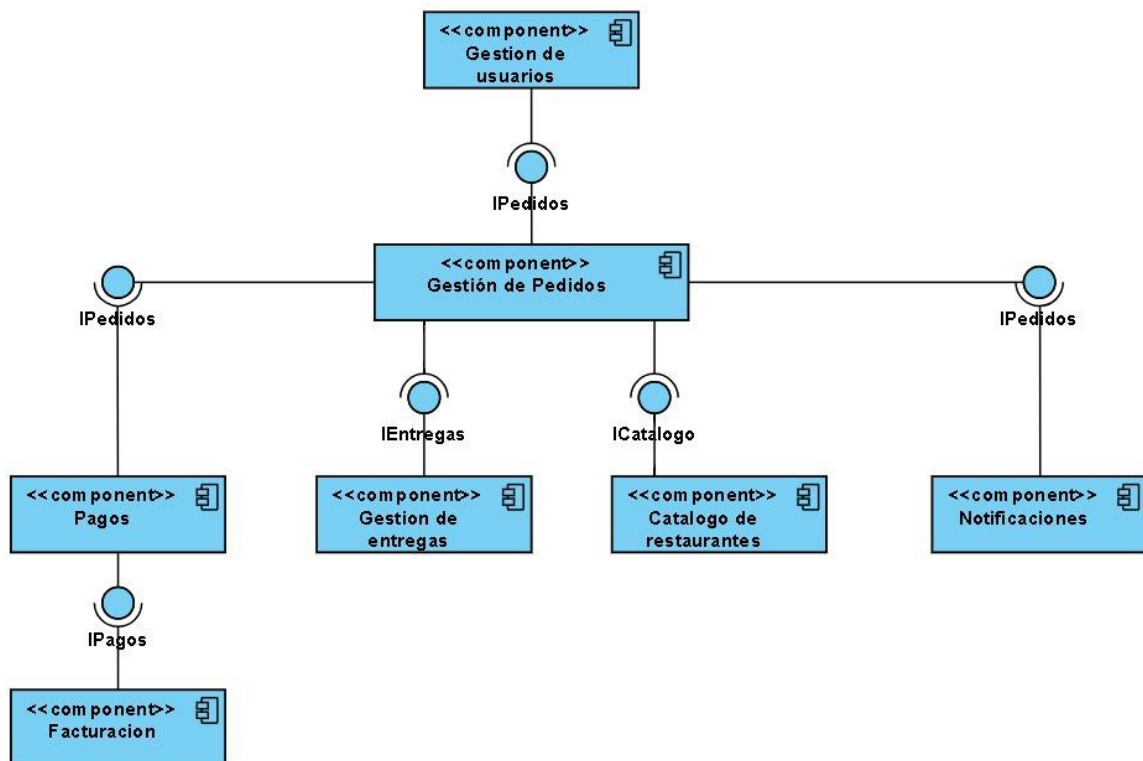 <<component>>
Gestion de
usuarios
IPedidos
<<component>>
Gestión de Pedidos
IPedidos
IPedidos
IEntregas
ICatalogo
<<component>>
Pagos
<<component>>
Gestion de
entregas
<<component>>
Catalogo de
restaurantes
<<component>>
Notificaciones
IPagos
<<component>>
Facturacion